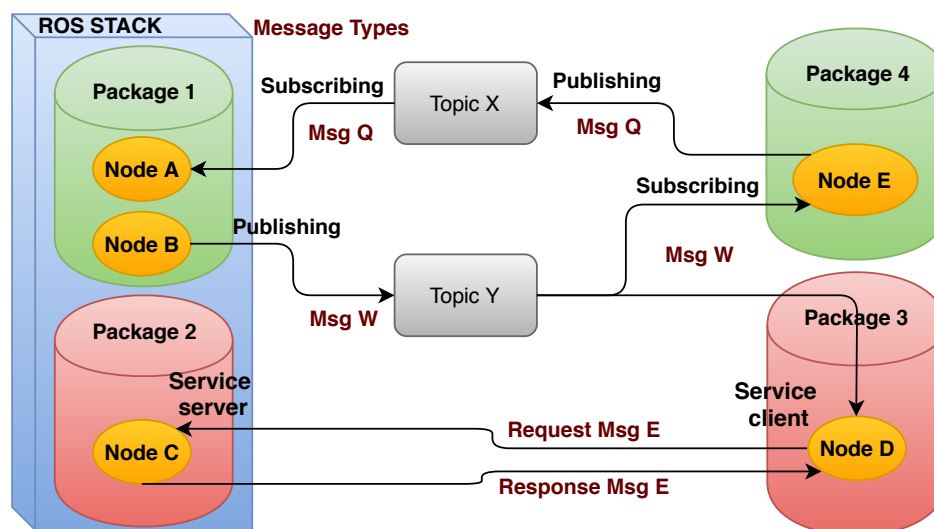 ROS STACK
Message Types
Package 1
Subscribing
Topic X
Publishing
Package 4
Msg Q
Msg Q
Node A
Node E
Subscribing
Publishing
Node B
Msg W
Topic Y
Msg W
Package 2
Package 3
Service
server
Service
client
Request Msg E
Node C
Node D
Response Msg E